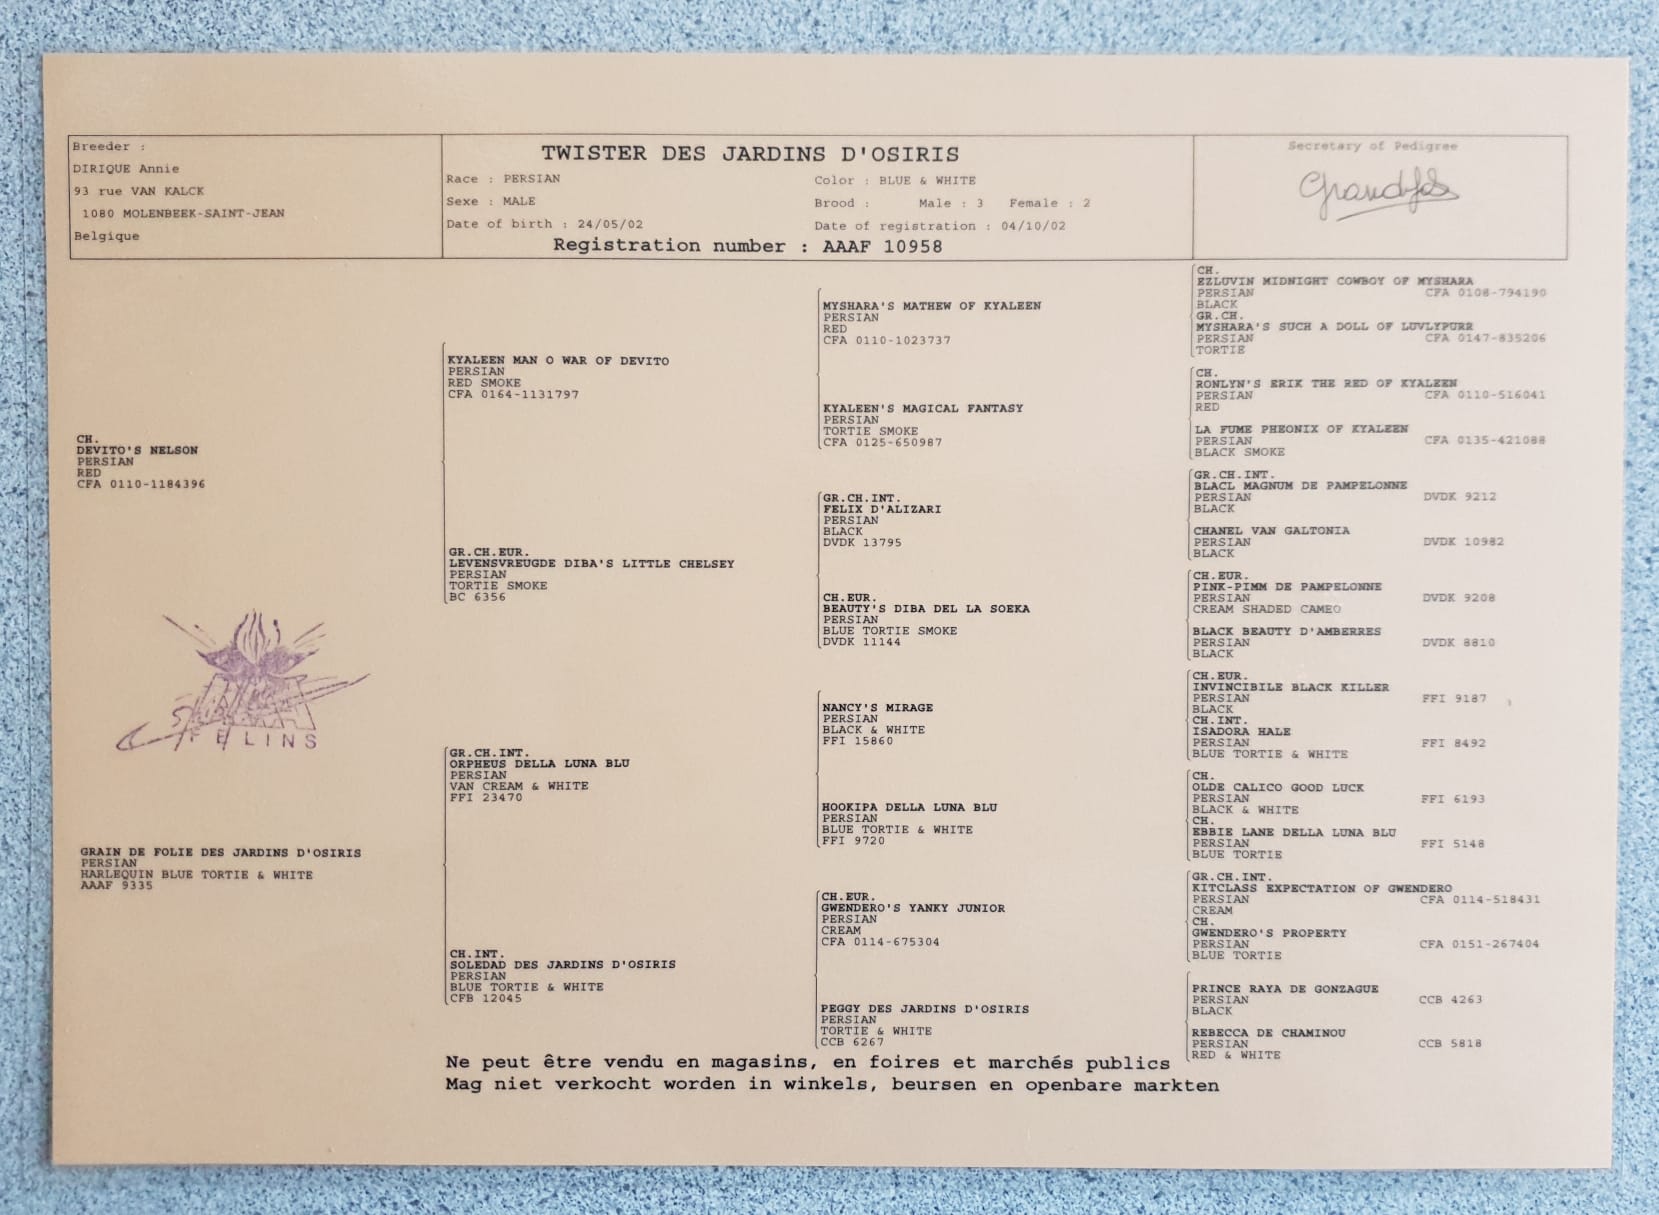 Breeder :
DIRIQUE Annie
93 rue VAN KALCK
1080 MOLENBEEK-SAINT-JEAN
Belgique
TWISTER DES JARDINS D'OSIRIS
Race : PERSIAN
Color : BLUE & WHITE
Sexe : MALE
Brood : Male : 3 Female : 2
Date of birth : 24/05/02
Date of registration : 04/10/02
Registration number : AAAF 10958
Secretary of Pedigree
CH.
DEVITO'S NELSON
PERSIAN
RED
CFA 0110-1184396
FELINS
GRAIN DE FOLIE DES JARDINS D'OSIRIS
PERSIAN
HARLEQUIN BLUE TORTIE & WHITE
AAAF 9335
KYALEEN MAN O WAR OF DEVITO
PERSIAN
RED SMOKE
CFA 0164-1131797
GR.CH.EUR.
LEVENSVREUGDE DIBA'S LITTLE CHELSEY
PERSIAN
TORTIE SMOKE
BC 6356
GR.CH.INT.
ORPHEUS DELLA LUNA BLU
PERSIAN
VAN CREAM & WHITE
FFI 23470
CH.INT.
SOLEDAD DES JARDINS D'OSIRIS
PERSIAN
BLUE TORTIE & WHITE
CFB 12045
MYSHARA'S MATHEW OF KYALEEN
PERSIAN
RED
CFA 0110-1023737
KYALEEN'S MAGICAL FANTASY
PERSIAN
TORTIE SMOKE
CFA 0125-650987
GR.CH.INT.
FELIX D'ALIZARI
PERSIAN
BLACK
DVDK 13795
CH.EUR.
BEAUTY'S DIBA DEL LA SOEKA
PERSIAN
BLUE TORTIE SMOKE
DVDK 11144
NANCY'S MIRAGE
PERSIAN
BLACK & WHITE
FFI 15860
HOOKIPA DELLA LUNA BLU
PERSIAN
BLUE TORTIE & WHITE
FFI 9720
CH.EUR.
GWENDERO'S YANKY JUNIOR
PERSIAN
CREAM
CFA 0114-675304
PEGGY DES JARDINS D'OSIRIS
PERSIAN
TORTIE & WHITE
CCB 6267
CH.
EZLUVIN MIDNIGHT COWBOY OF MYSHARA
PERSIAN CFA 0108-794190
BLACK
GR.CH.
MYSHARA'S SUCH A DOLL OF LUVLYPURR
PERSIAN CFA 0147-835206
TORTIE
CH.
RONLYN'S ERIK THE RED OF KYALEEN
PERSIAN CFA 0110-516041
RED
LA FUME PHEONIX OF KYALEEN
PERSIAN CFA 0135-421088
BLACK SMOKE
GR.CH.INT.
BLACL MAGNUM DE PAMPELONNE
PERSIAN DVDK 9212
BLACK
CHANEL VAN GALTONIA
PERSIAN DVDK 10982
BLACK
CH.EUR.
PINK-PIMM DE PAMPELONNE
PERSIAN DVDK 9208
CREAM SHADED CAMEO
BLACK BEAUTY D'AMBERRES
PERSIAN DVDK 8810
BLACK
CH.EUR.
INVINCIBILE BLACK KILLER
PERSIAN FFI 9187
BLACK
CH.INT.
ISADORA HALE
PERSIAN FFI 8492
BLUE TORTIE & WHITE
CH.
OLDE CALICO GOOD LUCK
PERSIAN FFI 6193
BLACK & WHITE
CH.
EBBIE LANE DELLA LUNA BLU
PERSIAN FFI 5148
BLUE TORTIE
GR.CH.INT.
KITCLASS EXPECTATION OF GWENDERO
PERSIAN CFA 0114-518431
CREAM
CH.
GWENDERO'S PROPERTY
PERSIAN CFA 0151-267404
BLUE TORTIE
PRINCE RAYA DE GONZAGUE
PERSIAN CCB 4263
BLACK
REBECCA DE CHAMINOU
PERSIAN CCB 5818
RED & WHITE
Ne peut être vendu en magasins, en foires et marchés publics
Mag niet verkocht worden in winkels, beursen en openbare markten